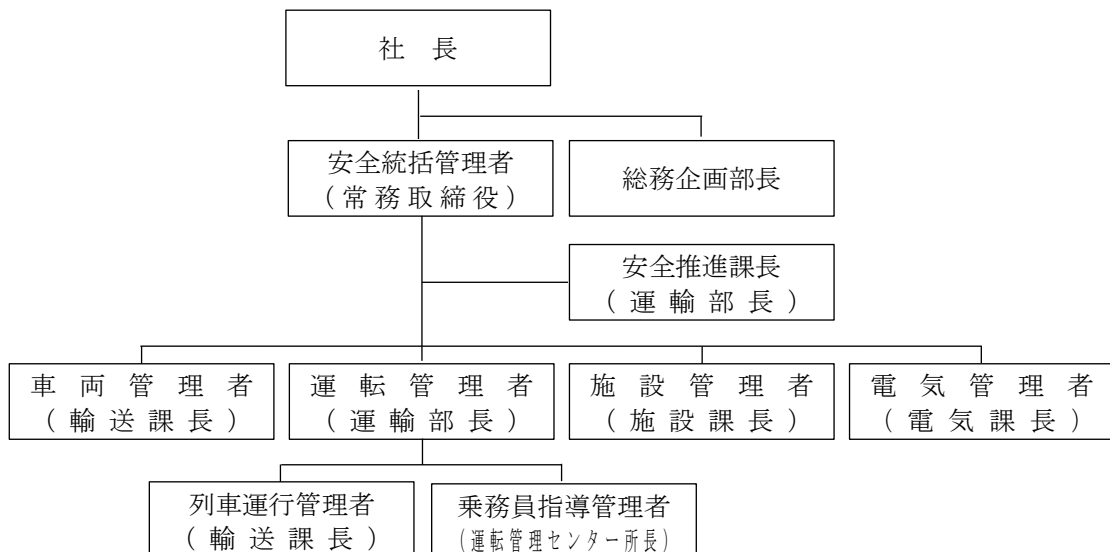 社　長
安全統括管理者
（常務取締役）
総務企画部長
安全推進課長
（運輸部長）
車両管理者
（輸送課長）
運転管理者
（運輸部長）
施設管理者
（施設課長）
電気管理者
（電気課長）
列車運行管理者
（輸送課長）
乗務員指導管理者
（運転管理センター所長）